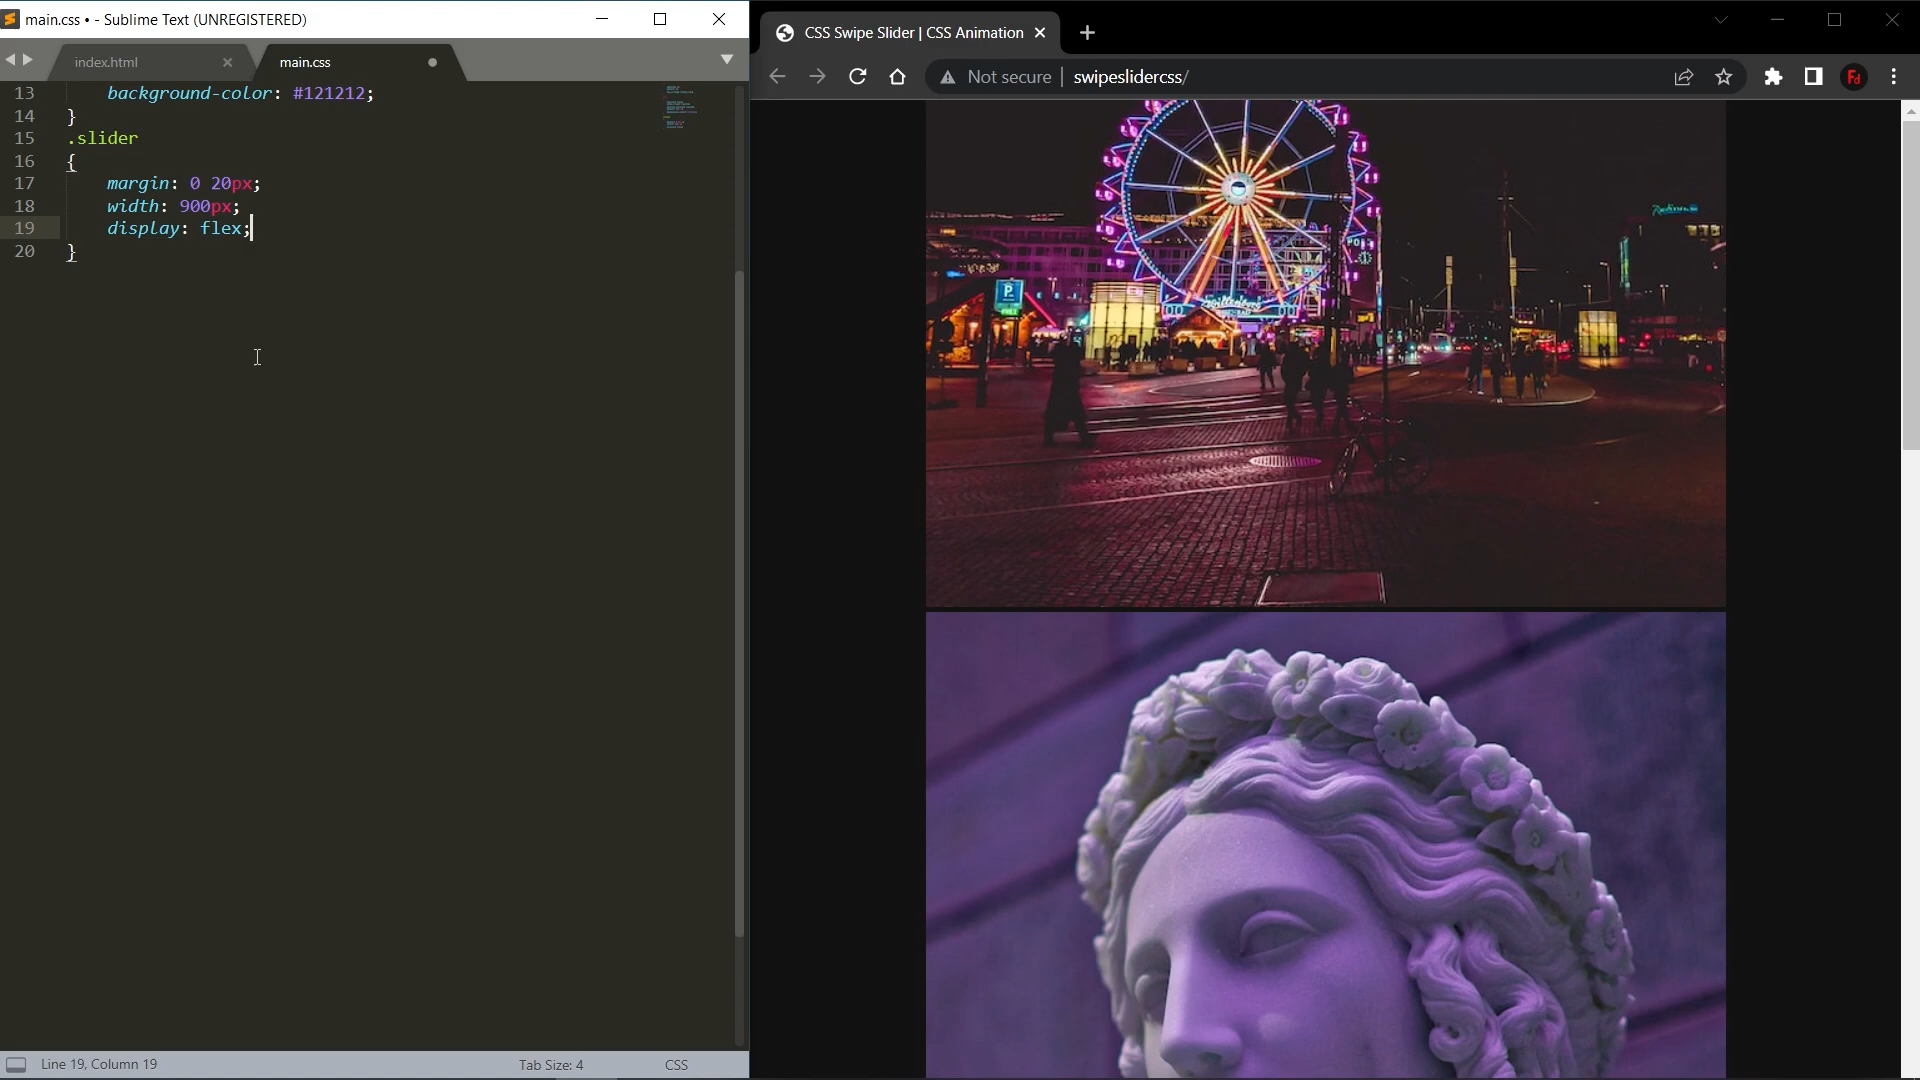 main.css • - Sublime Text (UNREGISTERED)
index.html
main.css
13 background-color: #121212;
14 }
15 .slider
16 {
17 margin: 0 20px;
18 width: 900px;
19 display: flex;
20 }
Line 19, Column 19
Tab Size: 4
CSS
CSS Swipe Slider | CSS Animation
Not secure
swipeslidercss/
Fd
P